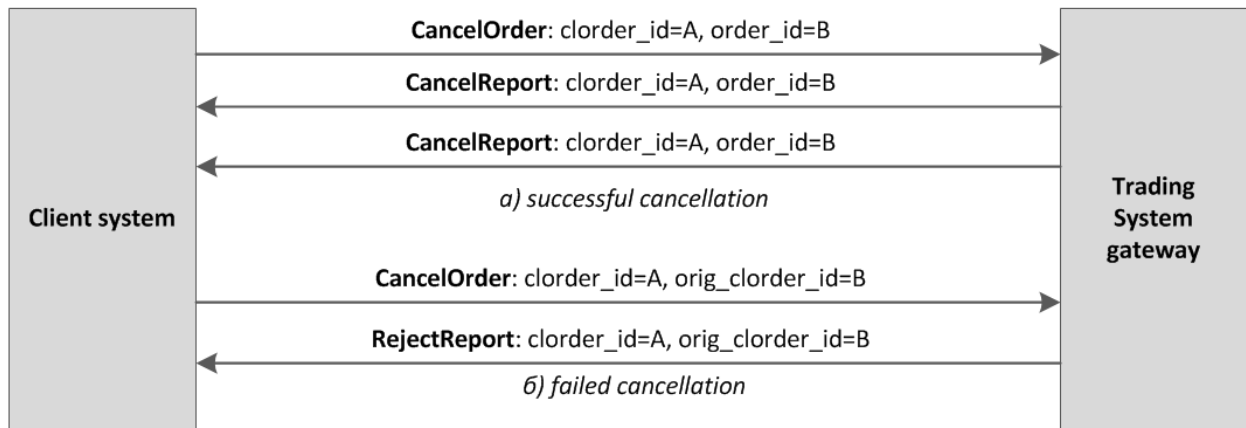 CancelOrder: clorder_id=A, order_id=B
CancelReport: clorder_id=A, order_id=B
CancelReport: clorder_id=A, order_id=B
а) successful cancellation
Client system
Trading
System
gateway
CancelOrder: clorder_id=A, orig_clorder_id=B
RejectReport: clorder_id=A, orig_clorder_id=B
б) failed cancellation